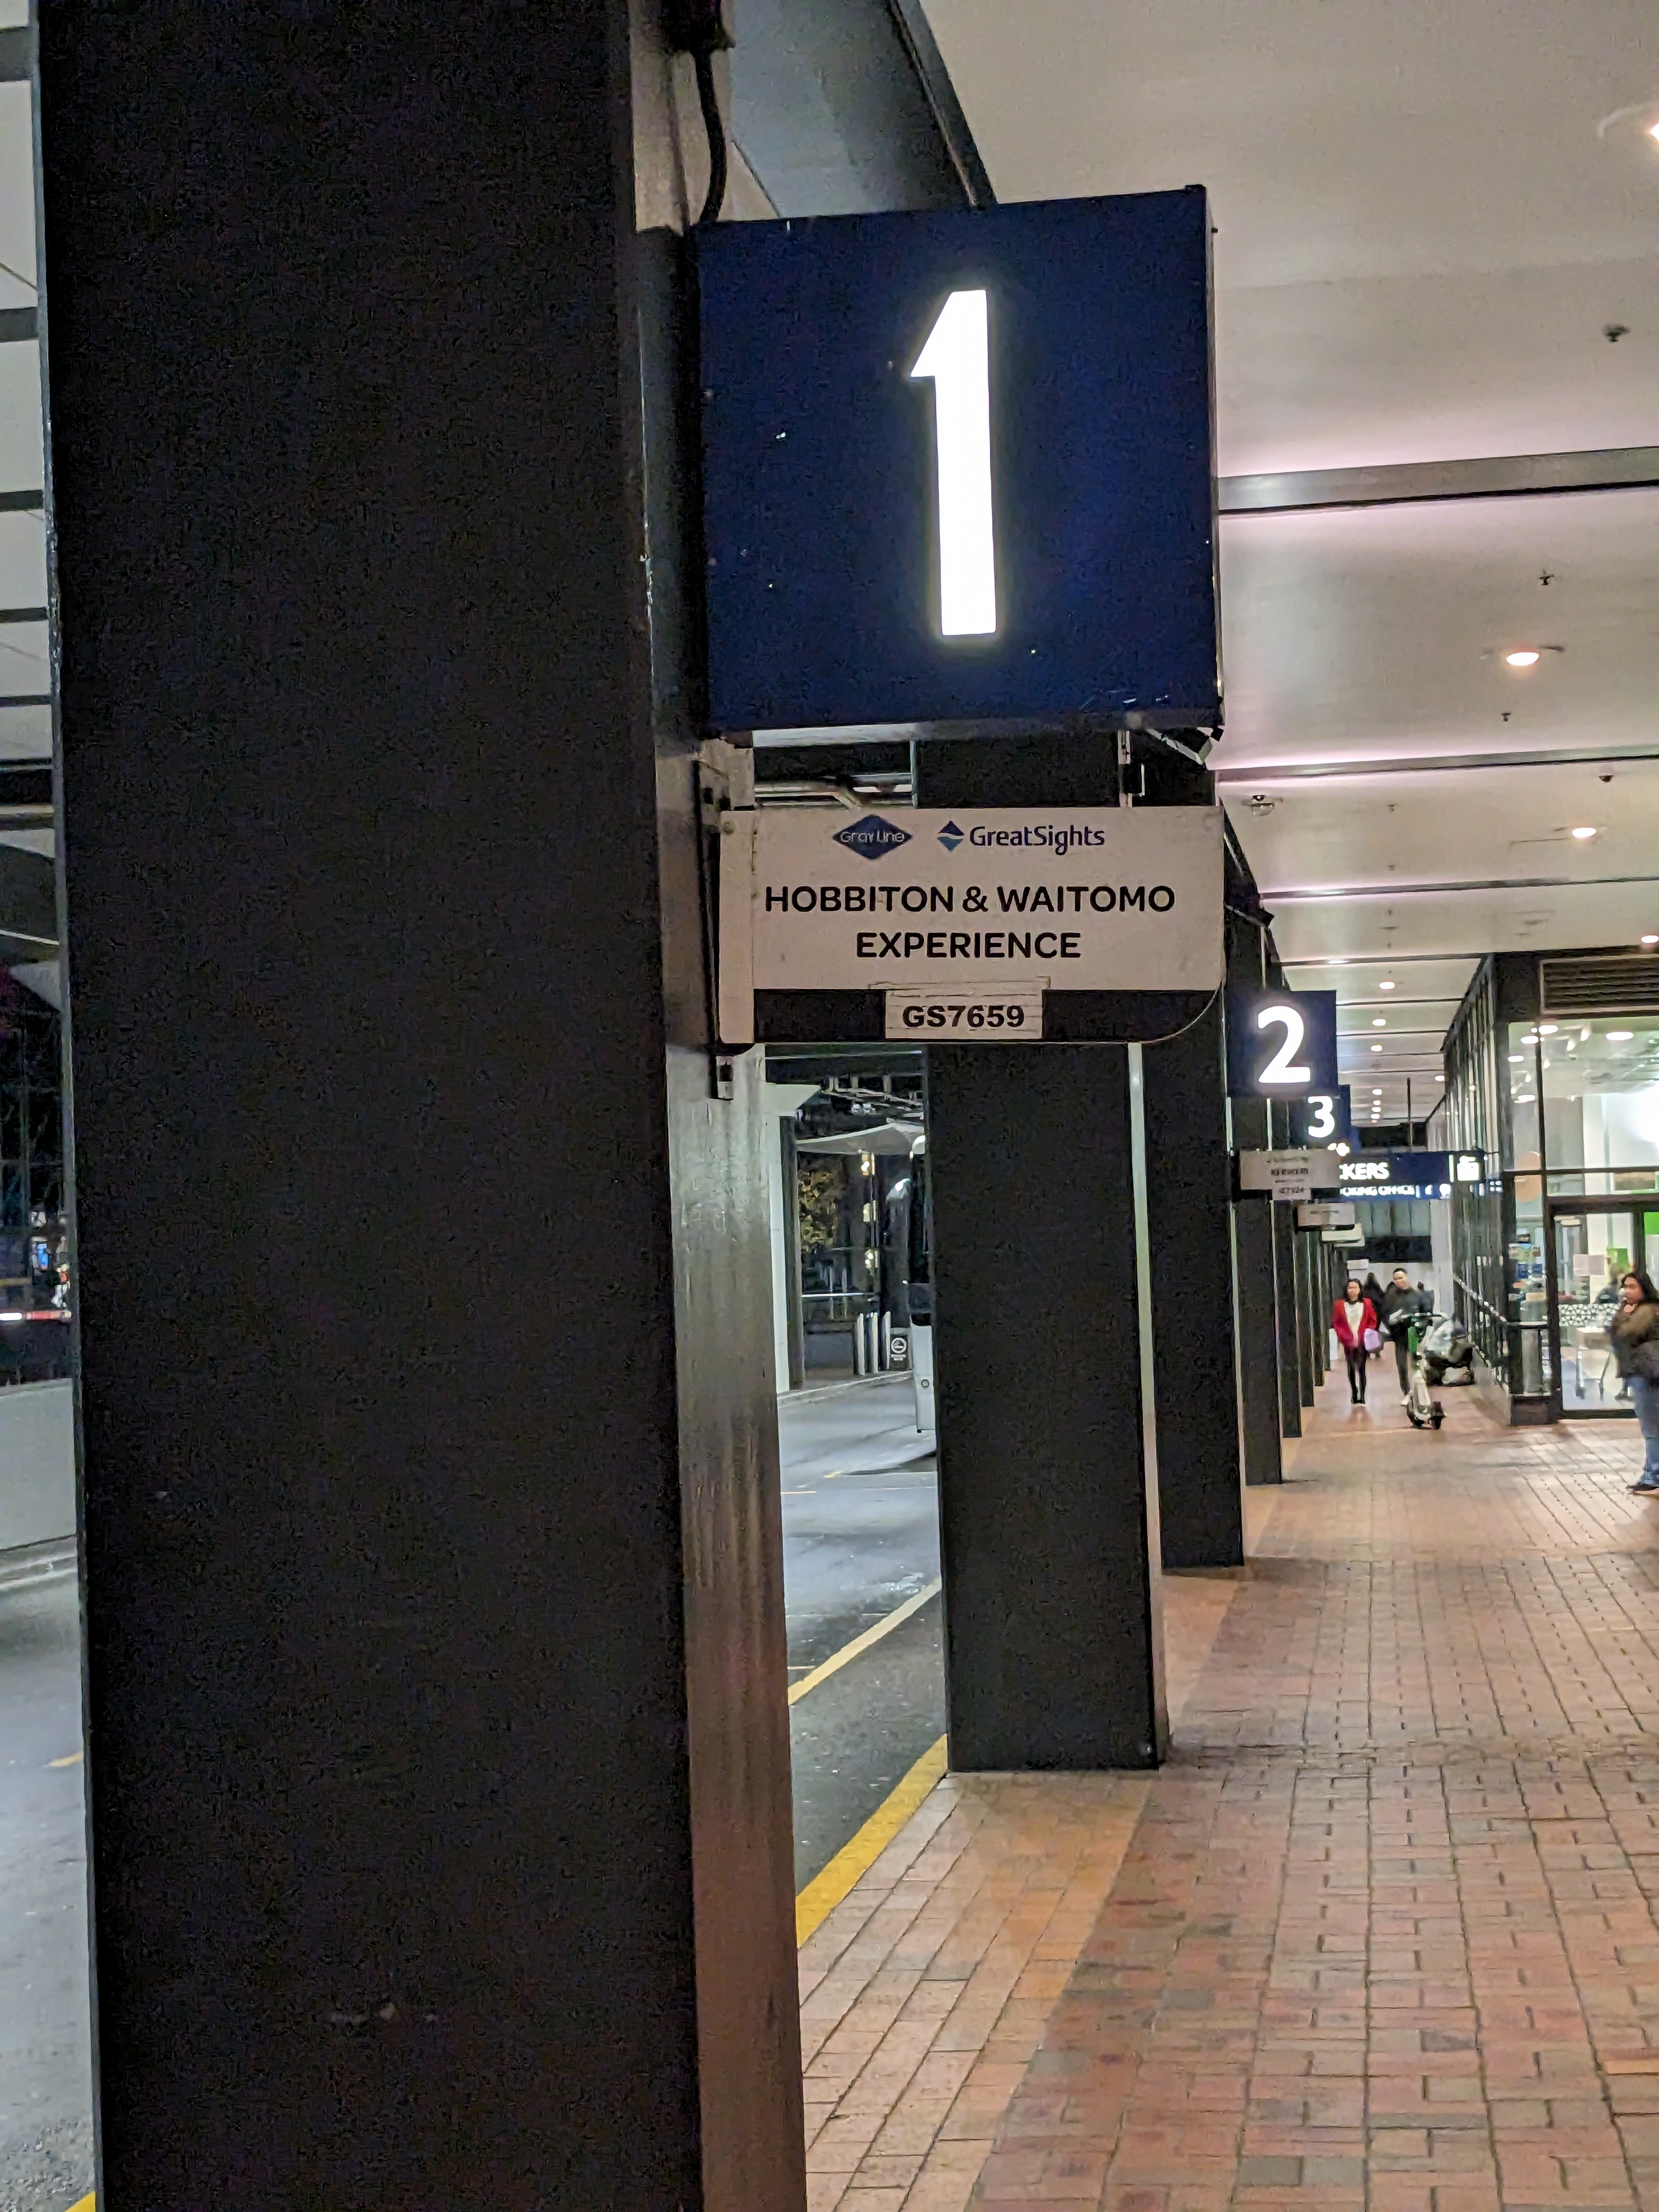 1
Gray Line GreatSights
HOBBITON & WAITOMO
EXPERIENCE
GS7659
2
3